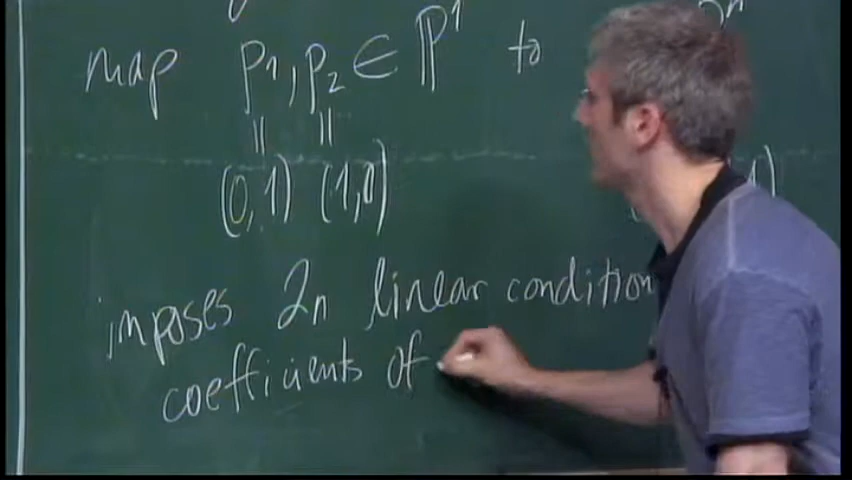 map p₁, p₂ ∈ ℙ¹ to
(0,1) (1,0)
imposes 2n linear condition
coefficients of